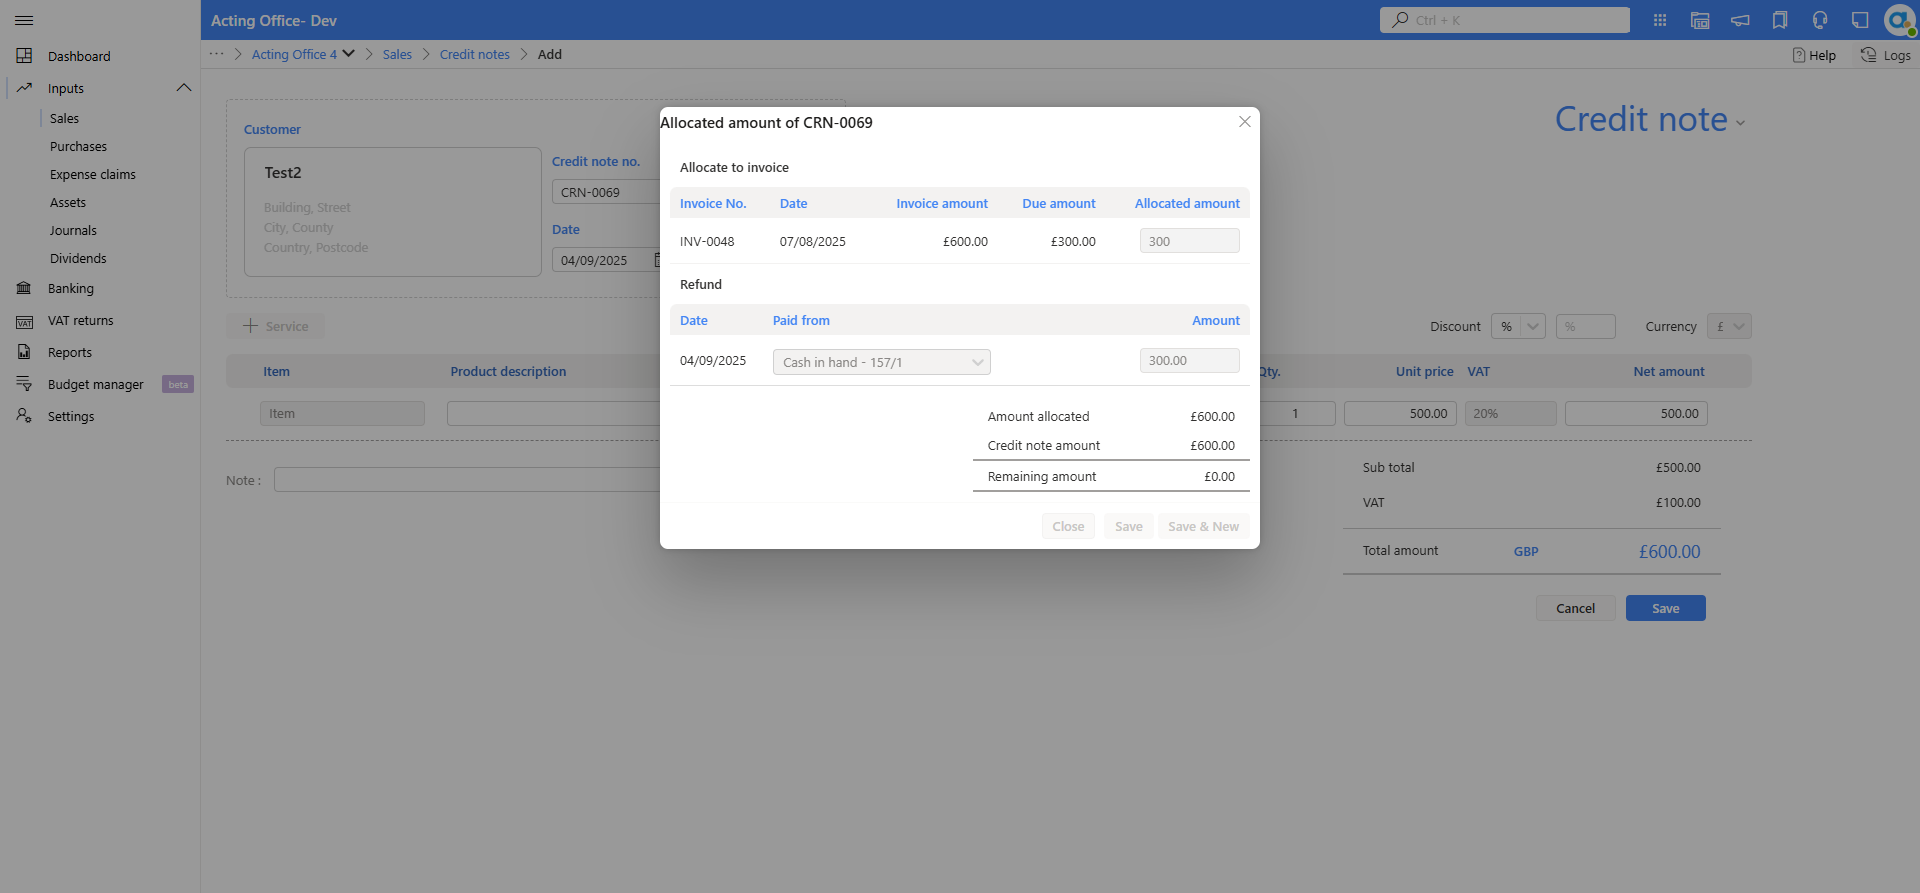 Acting Office- Dev
Ctrl + K
Dashboard
Inputs
Sales
Purchases
Expense claims
Assets
Journals
Dividends
Banking
VAT returns
Reports
Budget manager beta
Settings
··· Acting Office 4 Sales Credit notes Add
Help Logs
Customer
Test2
Building, Street
City, County
Country, Postcode
Credit note no.
CRN-0069
Date
04/09/2025
Credit note
Service
Discount % % Currency £
Item Product description Qty. Unit price VAT Net amount
Item 1 500.00 20% 500.00
Note :
Sub total £500.00
VAT £100.00
Total amount GBP £600.00
Cancel Save
Allocated amount of CRN-0069
Allocate to invoice
Invoice No. Date Invoice amount Due amount Allocated amount
INV-0048 07/08/2025 £600.00 £300.00 300
Refund
Date Paid from Amount
04/09/2025 Cash in hand - 157/1 300.00
Amount allocated £600.00
Credit note amount £600.00
Remaining amount £0.00
Close Save Save & New